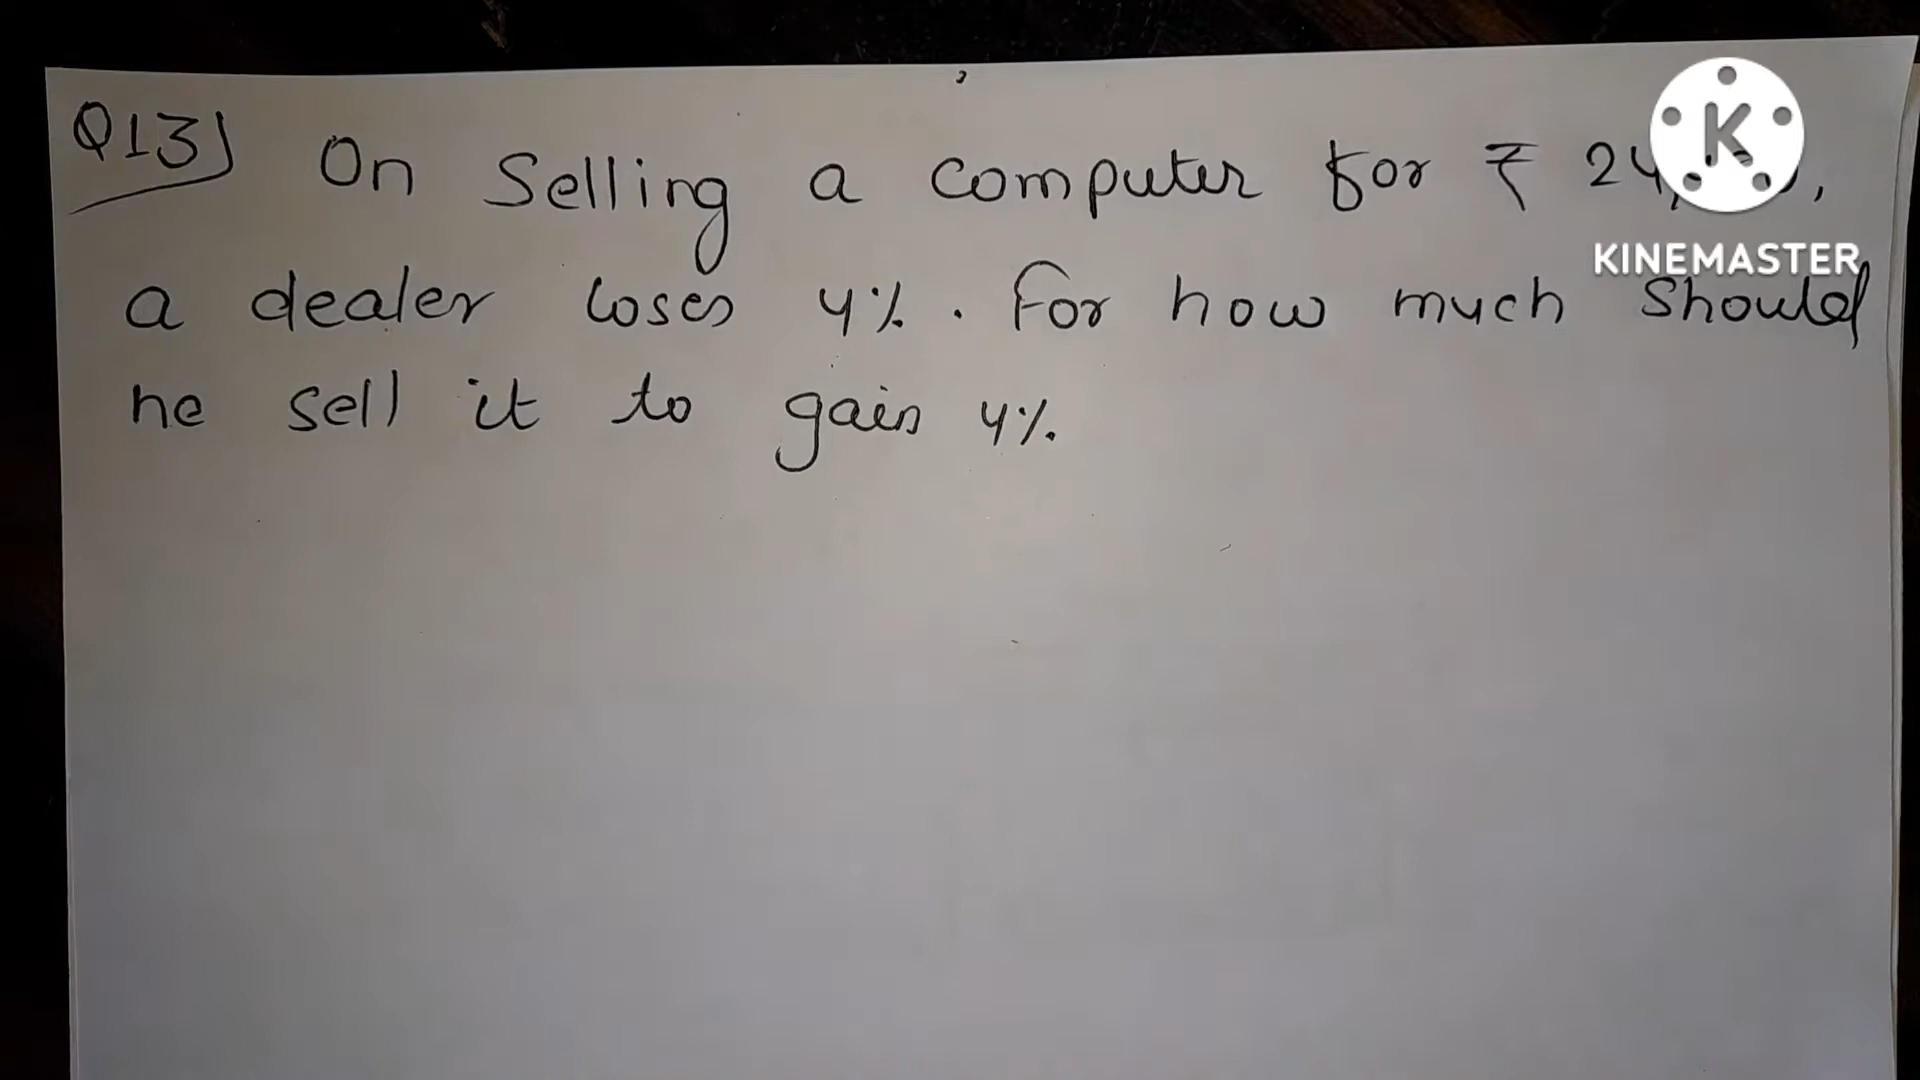 Q13) On Selling a computer for ₹ 24,
a dealer loses 4%. For how much should
he sell it to gain 4%.
K
KINEMASTER